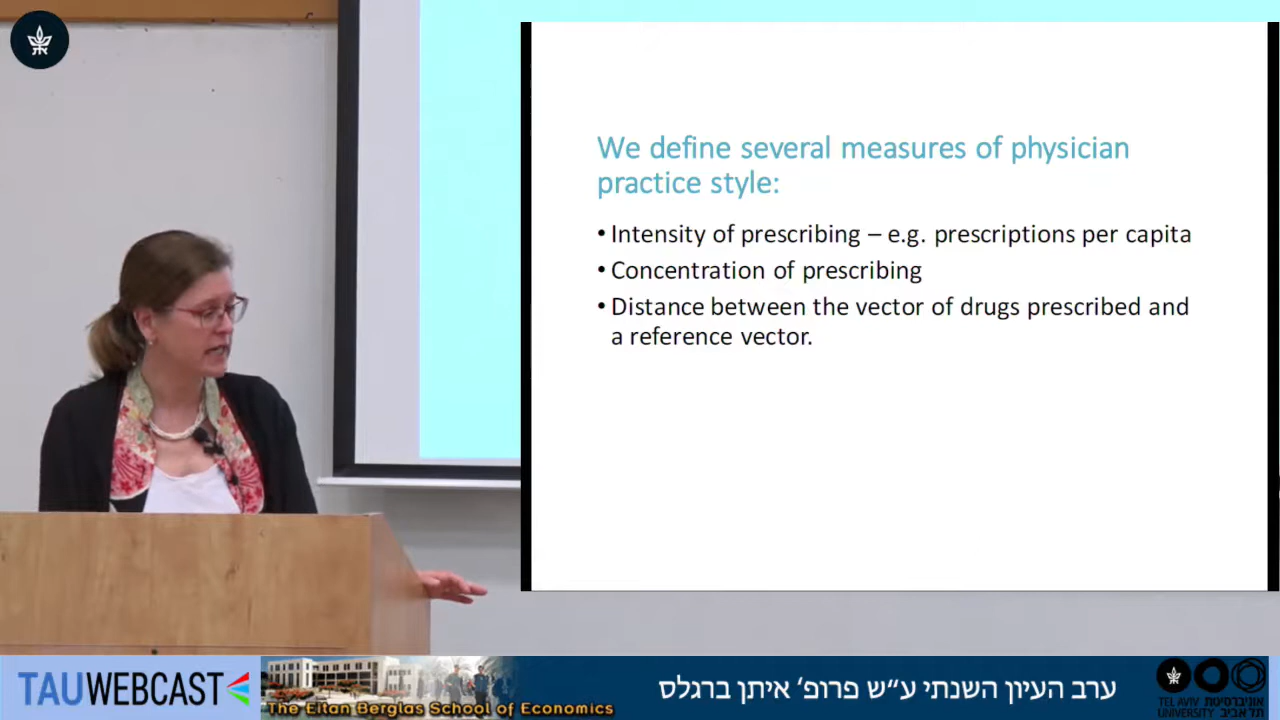 We define several measures of physician
practice style:
• Intensity of prescribing – e.g. prescriptions per capita
• Concentration of prescribing
• Distance between the vector of drugs prescribed and
a reference vector.
TAUWEBCAST
The Eitan Berglas School of Economics
ערב העיון השנתי ע״ש פרופ׳ איתן ברגלס
TEL AVIV UNIVERSITY
אוניברסיטת תל אביב